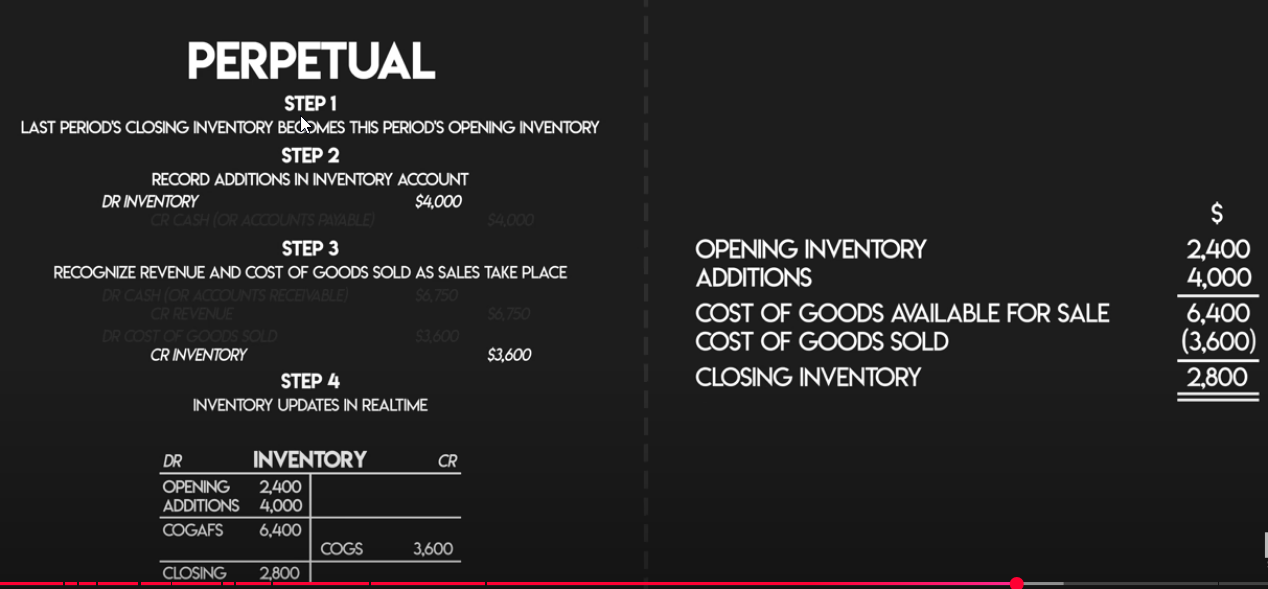 PERPETUAL
STEP 1
LAST PERIOD'S CLOSING INVENTORY BECOMES THIS PERIOD'S OPENING INVENTORY
STEP 2
RECORD ADDITIONS IN INVENTORY ACCOUNT
DR INVENTORY $4,000
CR CASH (OR ACCOUNTS PAYABLE) $4,000
STEP 3
RECOGNIZE REVENUE AND COST OF GOODS SOLD AS SALES TAKE PLACE
DR CASH (OR ACCOUNTS RECEIVABLE) $6,750
CR REVENUE $6,750
DR COST OF GOODS SOLD $3,600
CR INVENTORY $3,600
STEP 4
INVENTORY UPDATES IN REALTIME
DR INVENTORY CR
OPENING 2,400
ADDITIONS 4,000
COGAFS 6,400
COGS 3,600
CLOSING 2,800
$
OPENING INVENTORY 2,400
ADDITIONS 4,000
COST OF GOODS AVAILABLE FOR SALE 6,400
COST OF GOODS SOLD (3,600)
CLOSING INVENTORY 2,800